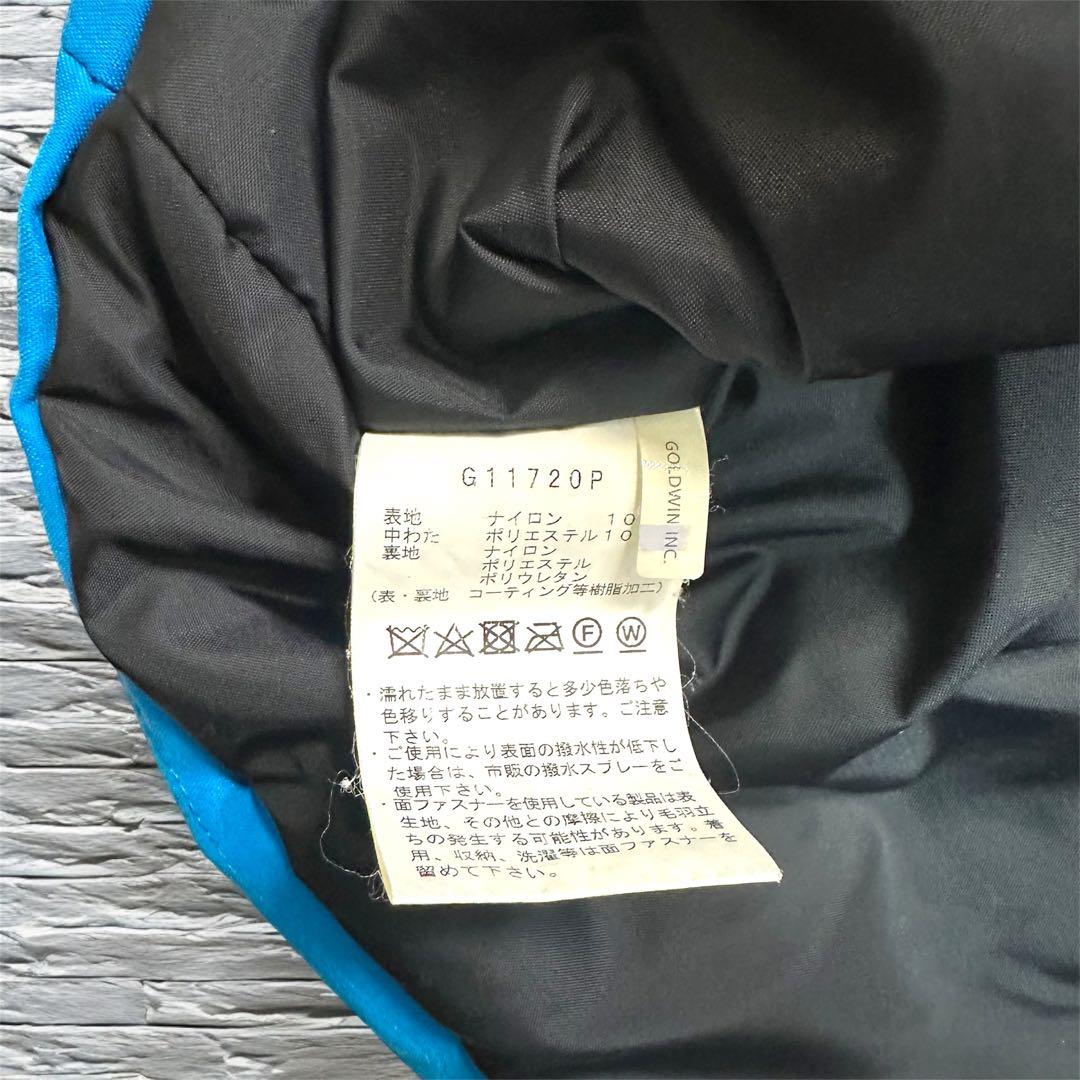 G11720P
GOLDWIN INC.
表地 ナイロン 10
中わた ポリエステル10
裏地 ナイロン
ポリエステル
ポリウレタン
(表・裏地 コーティング等樹脂加工)
F W
・濡れたまま放置すると多少色落ちや
色移りすることがあります。ご注意
下さい。
・ご使用により表面の撥水性が低下し
た場合は、市販の撥水スプレーをご
使用下さい。
・面ファスナーを使用している製品は表
生地、その他との摩擦により毛羽立
ちの発生する可能性があります。着
用、収納、洗濯等は面ファスナーを
留めて下さい。